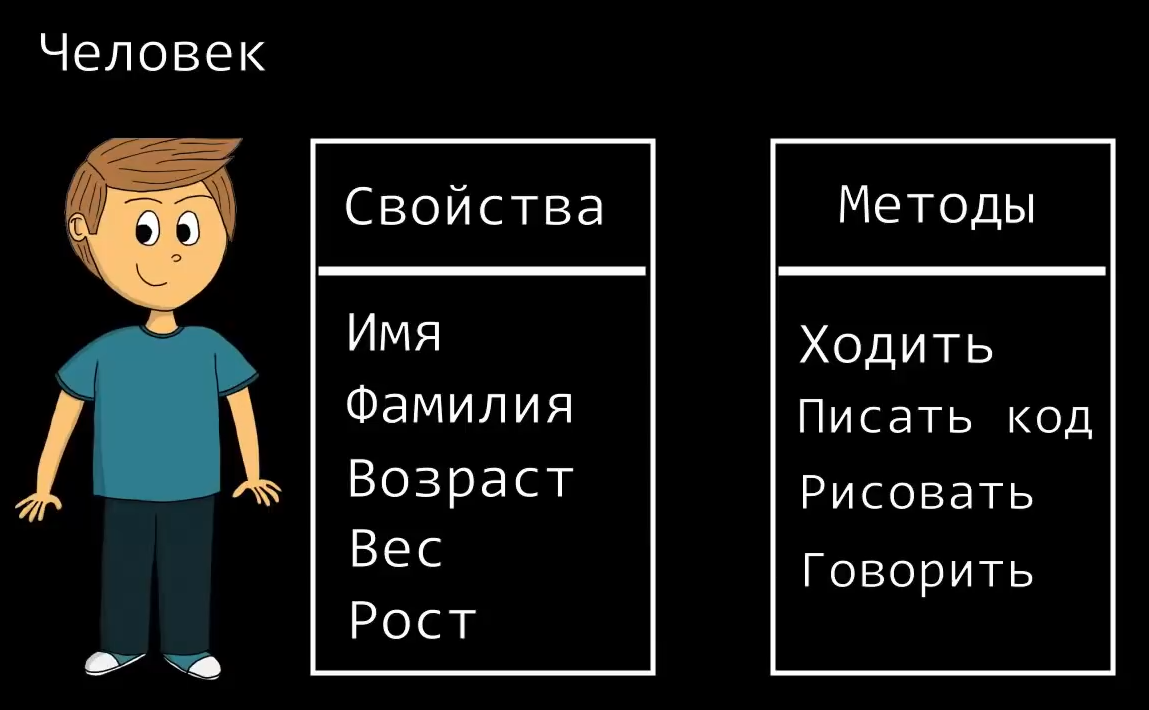 Человек
Свойства
Имя
Фамилия
Возраст
Вес
Рост
Методы
Ходить
Писать код
Рисовать
Говорить